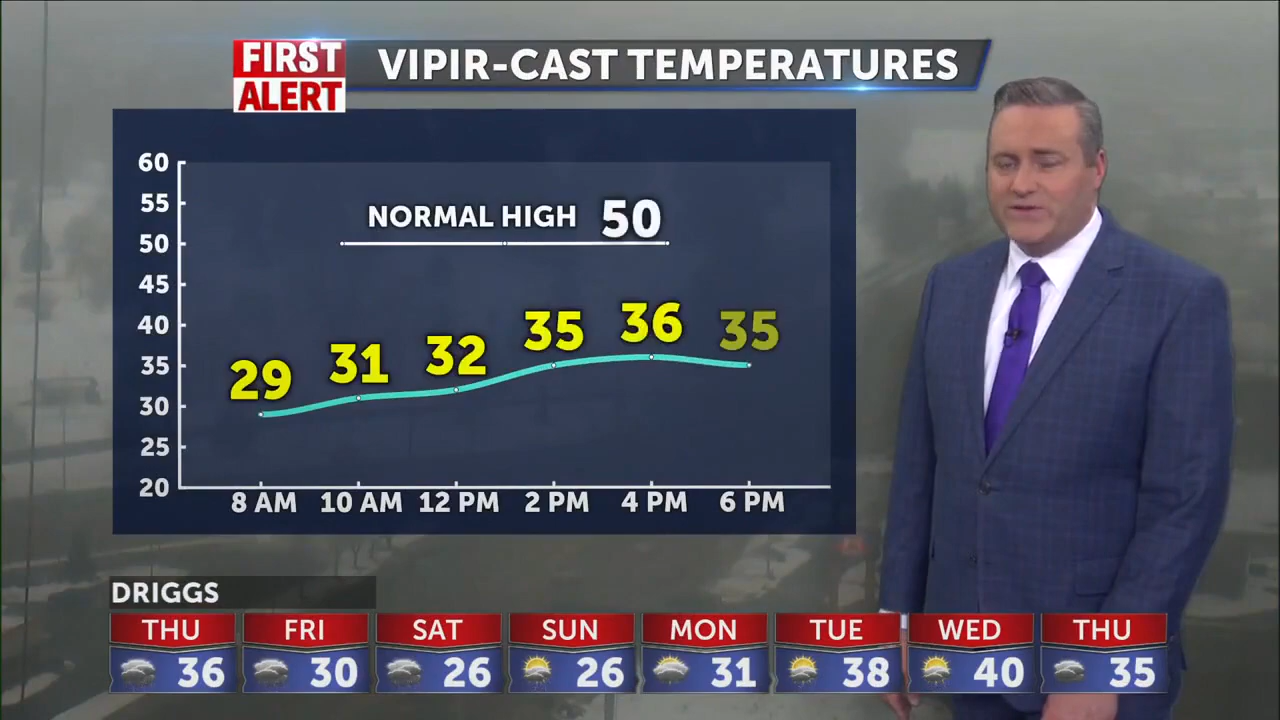 FIRST
ALERT
VIPIR-CAST TEMPERATURES
60
55
50
45
40
35
30
25
20
NORMAL HIGH 50
29 31 32 35 36 35
8 AM 10 AM 12 PM 2 PM 4 PM 6 PM
DRIGGS
THU FRI SAT SUN MON TUE WED THU
36 30 26 26 31 38 40 35